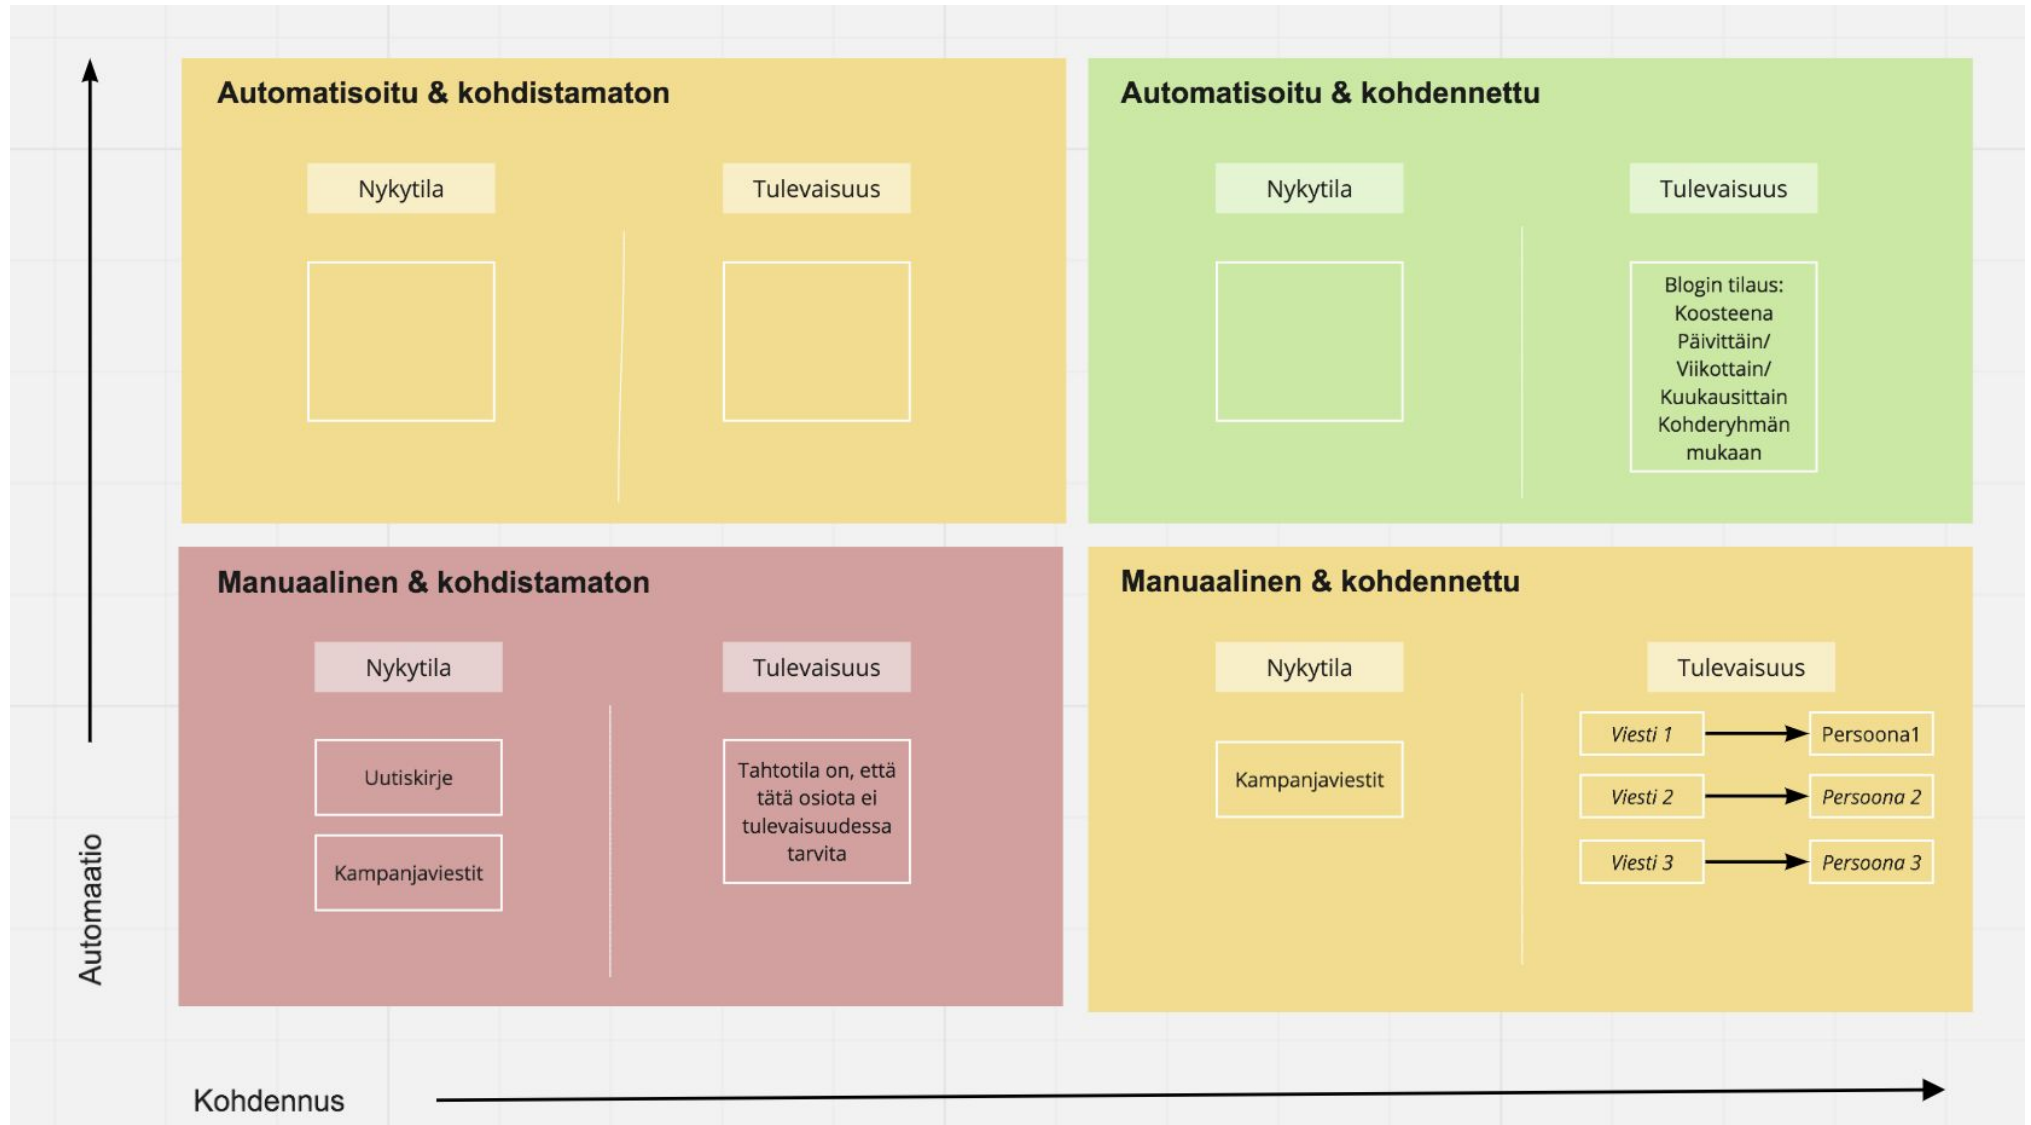 Automatisoitu & kohdistamaton
Nykytila
Tulevaisuus
Automatisoitu & kohdennettu
Nykytila
Tulevaisuus
Blogin tilaus:
Koosteena
Päivittäin/
Viikottain/
Kuukausittain
Kohderyhmän
mukaan
Manuaalinen & kohdistamaton
Nykytila
Uutiskirje
Kampanjaviestit
Tulevaisuus
Tahtotila on, että
tätä osiota ei
tulevaisuudessa
tarvita
Manuaalinen & kohdennettu
Nykytila
Kampanjaviestit
Tulevaisuus
Viesti 1
Persoona1
Viesti 2
Persoona 2
Viesti 3
Persoona 3
Automaatio
Kohdennus